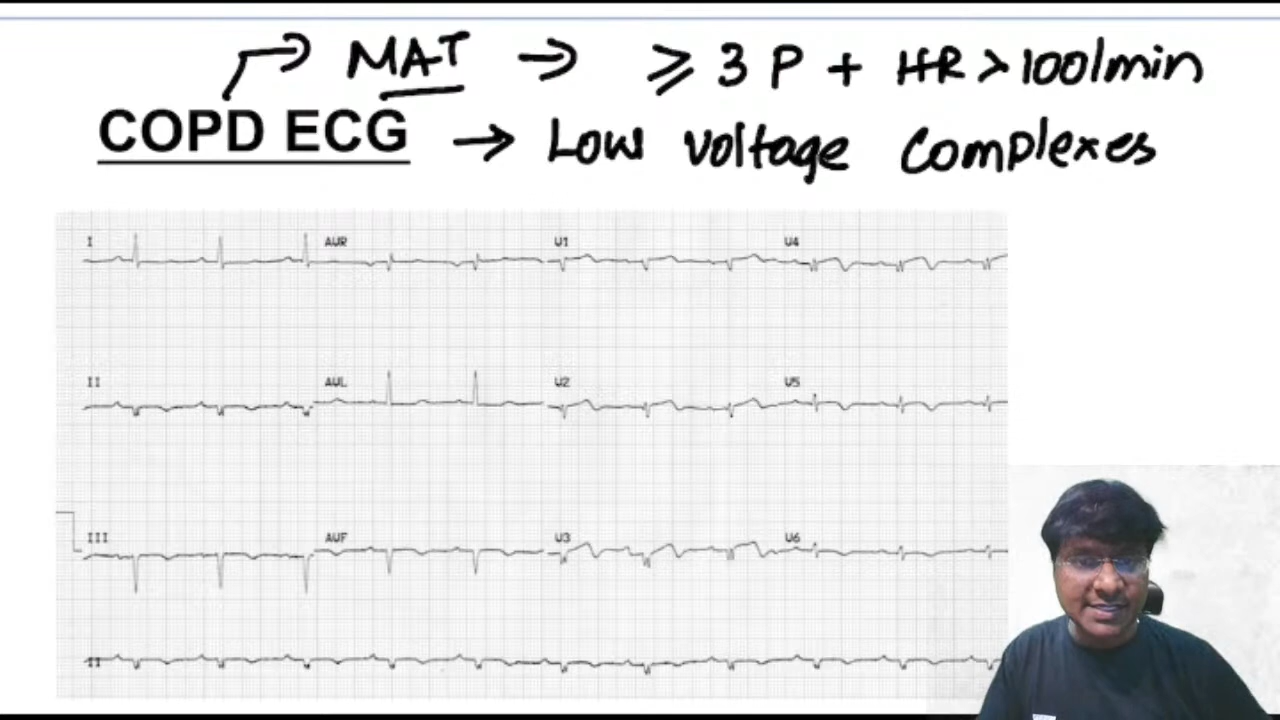 → MAT → ≥ 3 P + HR > 100/min
COPD ECG → Low voltage complexes
I AVR V1 V4
II AVL V2 V5
III AVF V3 V6
II